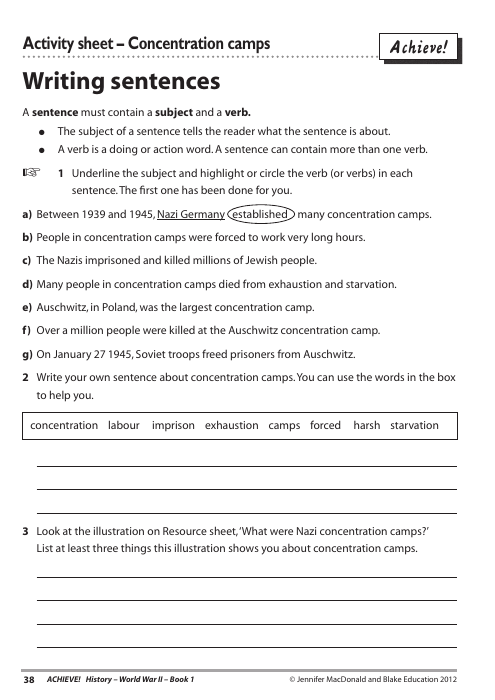 Activity sheet – Concentration camps
Achieve!
Writing sentences
A sentence must contain a subject and a verb.
● The subject of a sentence tells the reader what the sentence is about.
● A verb is a doing or action word. A sentence can contain more than one verb.
☞ 1 Underline the subject and highlight or circle the verb (or verbs) in each
sentence. The first one has been done for you.
a) Between 1939 and 1945, Nazi Germany established many concentration camps.
b) People in concentration camps were forced to work very long hours.
c) The Nazis imprisoned and killed millions of Jewish people.
d) Many people in concentration camps died from exhaustion and starvation.
e) Auschwitz, in Poland, was the largest concentration camp.
f) Over a million people were killed at the Auschwitz concentration camp.
g) On January 27 1945, Soviet troops freed prisoners from Auschwitz.
2 Write your own sentence about concentration camps. You can use the words in the box
to help you.
concentration labour imprison exhaustion camps forced harsh starvation
3 Look at the illustration on Resource sheet, 'What were Nazi concentration camps?'
List at least three things this illustration shows you about concentration camps.
38 ACHIEVE! History – World War II – Book 1 © Jennifer MacDonald and Blake Education 2012